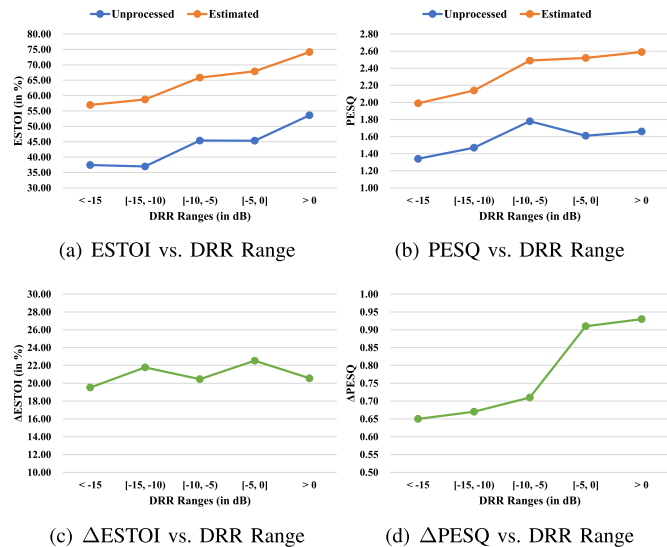 Unprocessed Estimated
80.00
75.00
70.00
65.00
60.00
55.00
50.00
45.00
40.00
35.00
30.00
ESTOI (in %)
< -15 [-15, -10) [-10, -5) [-5, 0] > 0
DRR Ranges (in dB)
(a) ESTOI vs. DRR Range
Unprocessed Estimated
2.80
2.60
2.40
2.20
2.00
1.80
1.60
1.40
1.20
1.00
PESQ
< -15 [-15, -10) [-10, -5) [-5, 0] > 0
DRR Ranges (in dB)
(b) PESQ vs. DRR Range
30.00
28.00
26.00
24.00
22.00
20.00
18.00
16.00
14.00
12.00
10.00
ΔESTOI (in %)
< -15 [-15, -10) [-10, -5) [-5, 0] > 0
DRR Ranges (in dB)
(c) ΔESTOI vs. DRR Range
1.00
0.95
0.90
0.85
0.80
0.75
0.70
0.65
0.60
0.55
0.50
ΔPESQ
< -15 [-15, -10) [-10, -5) [-5, 0] > 0
DRR Ranges (in dB)
(d) ΔPESQ vs. DRR Range